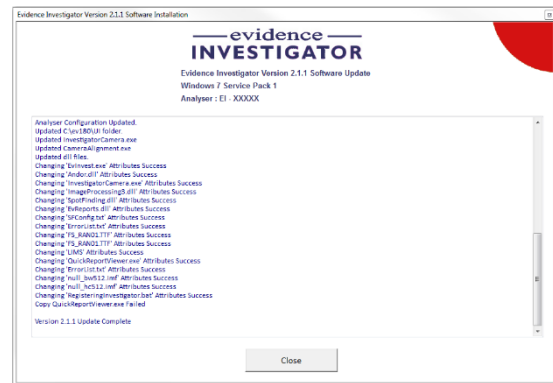 Evidence Investigator Version 2.1.1 Software Installation
evidence
INVESTIGATOR
Evidence Investigator Version 2.1.1 Software Update
Windows 7 Service Pack 1
Analyser : EI - XXXXX
Analyser Configuration Updated.
Updated C:\ev180\UI folder.
Updated InvestigatorCamera.exe
Updated CameraAlignment.exe
Updated dll files.
Changing 'EvInvest.exe' Attributes Success
Changing 'Andor.dll' Attributes Success
Changing 'InvestigatorCamera.exe' Attributes Success
Changing 'ImageProcessing3.dll' Attributes Success
Changing 'SpotFinding.dll' Attributes Success
Changing 'EvReports.dll' Attributes Success
Changing 'SFConfig.txt' Attributes Success
Changing 'ErrorList.txt' Attributes Success
Changing 'FS_RAN01.TTF' Attributes Success
Changing 'FS_RAN01.TTF' Attributes Success
Changing 'LIMS' Attributes Success
Changing 'QuickReportViewer.exe' Attributes Success
Changing 'ErrorList.txt' Attributes Success
Changing 'null_bw512.imf' Attributes Success
Changing 'null_hc512.imf' Attributes Success
Changing 'RegisteringInvestigator.bat' Attributes Success
Copy QuickReportViewer.exe Failed
Version 2.1.1 Update Complete
Close